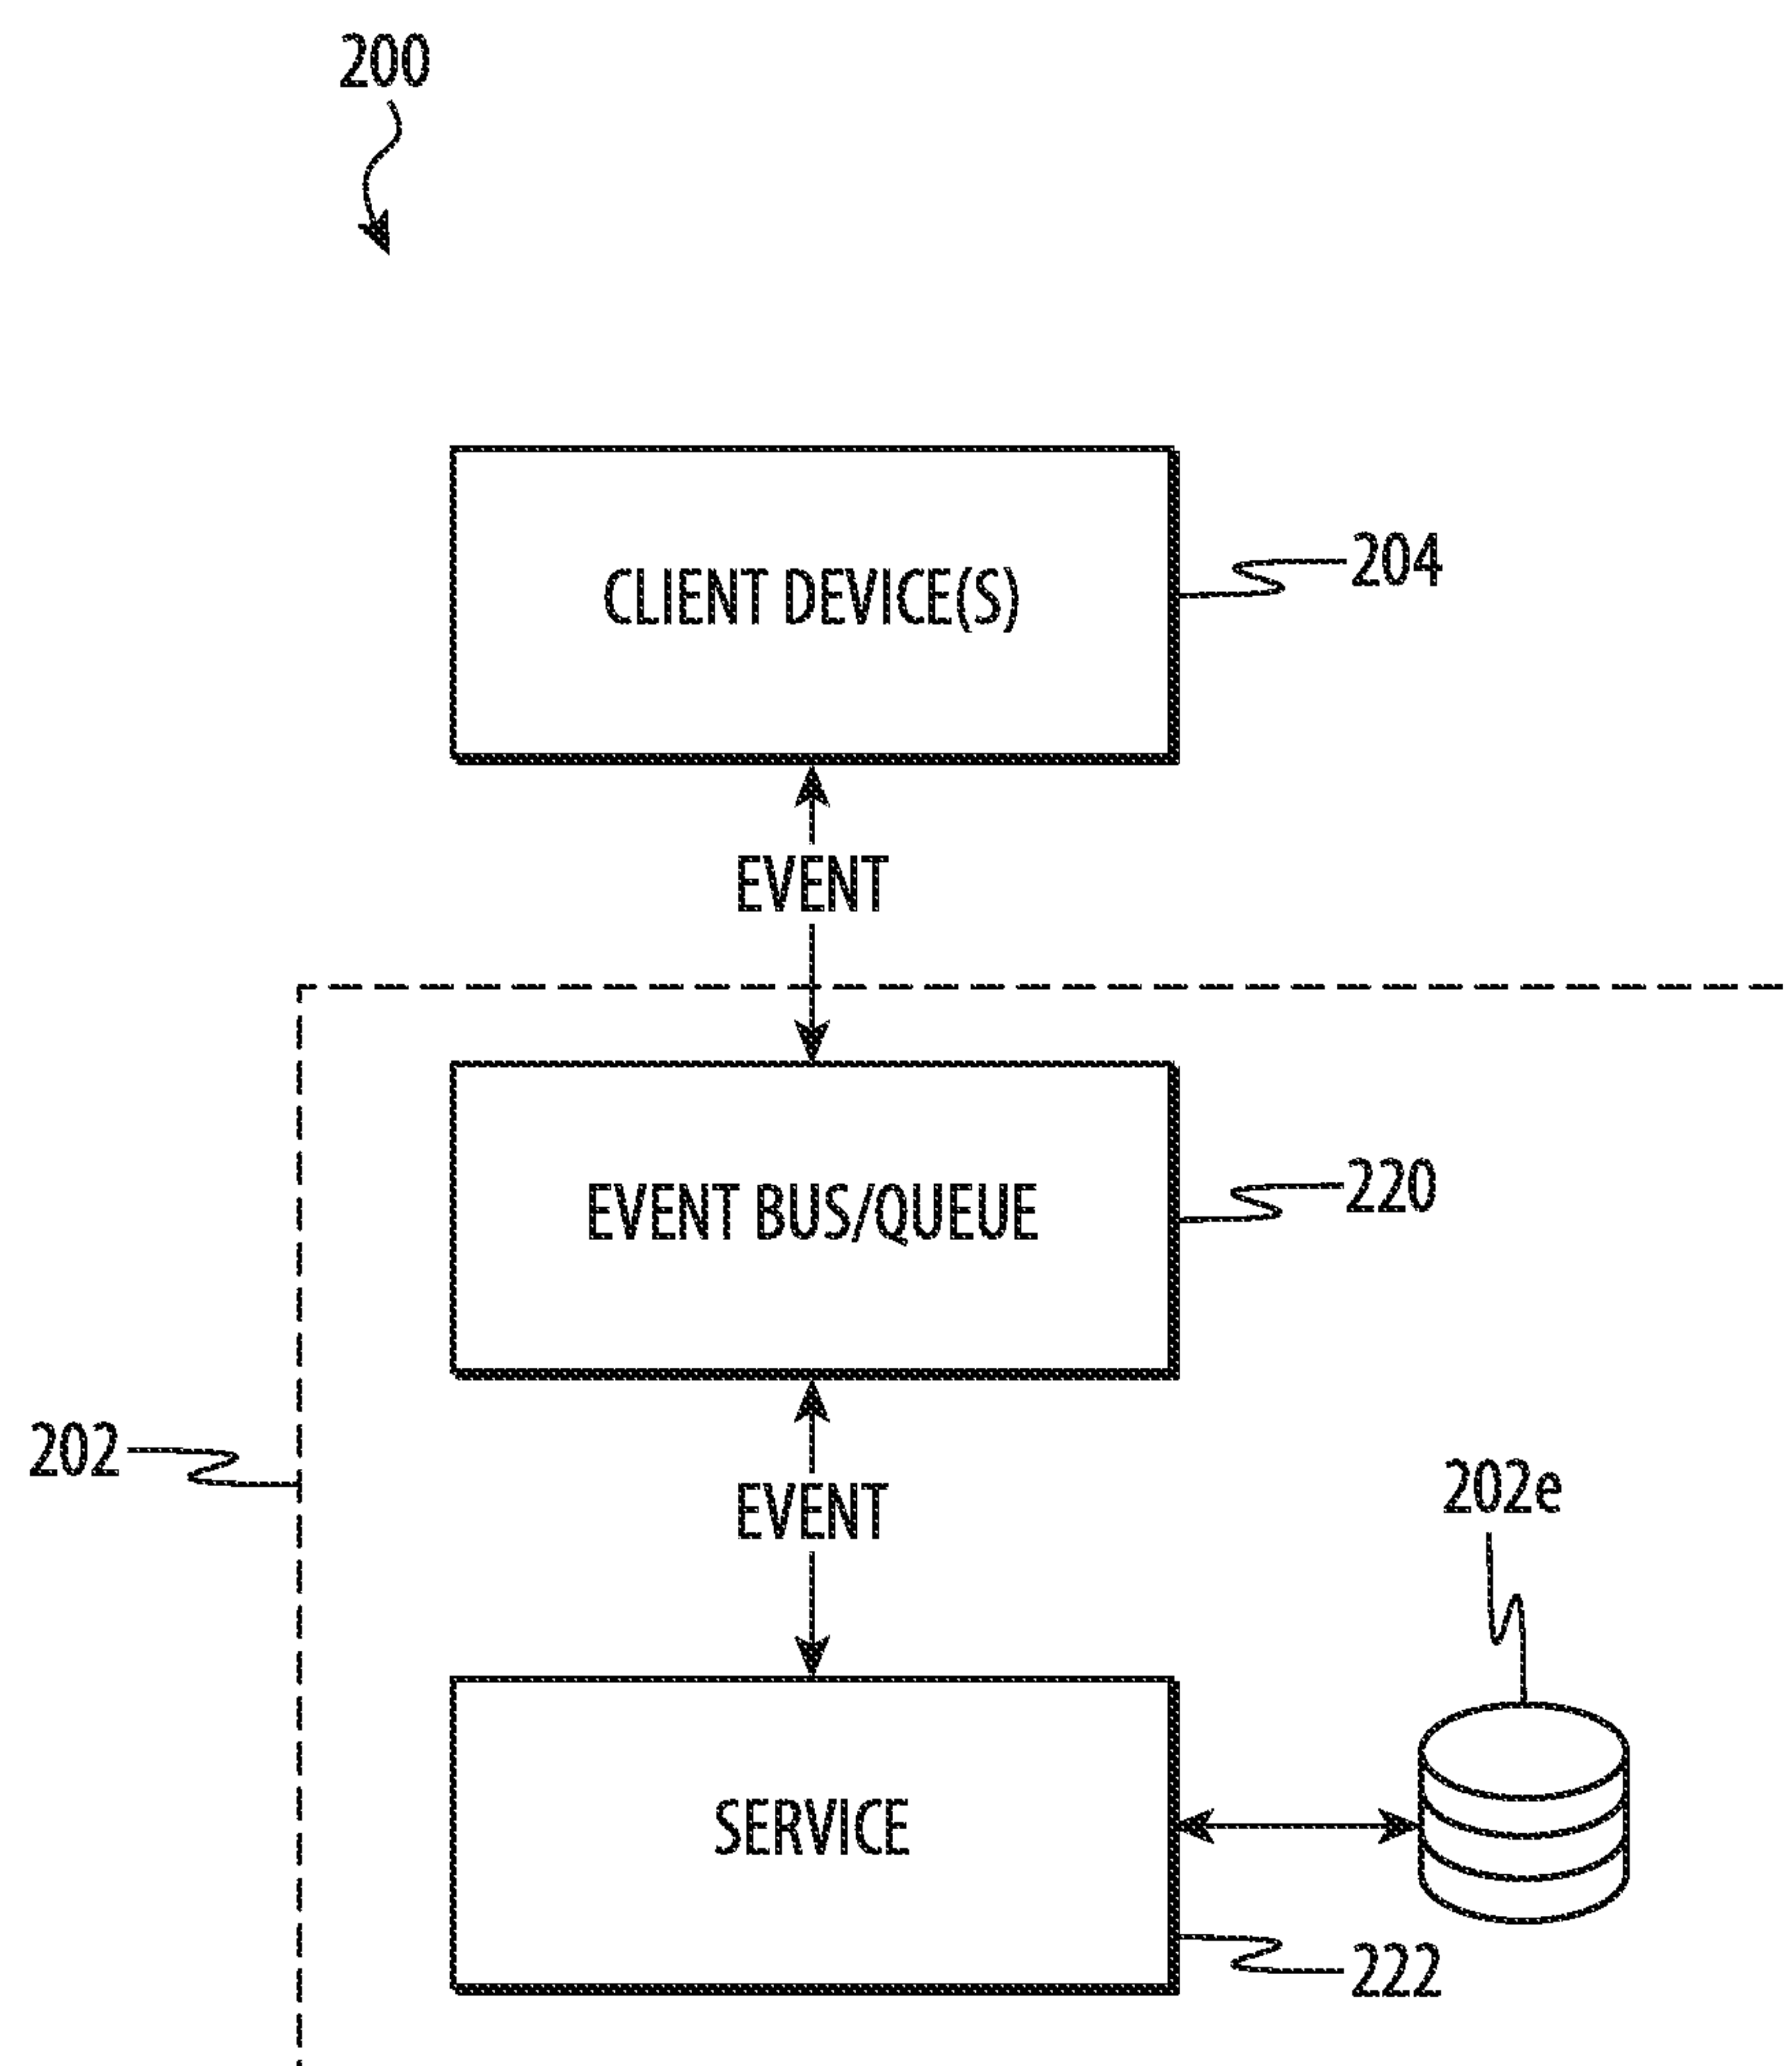 200
CLIENT DEVICE(S)
204
EVENT
EVENT BUS/QUEUE
220
202
EVENT
202e
SERVICE
222